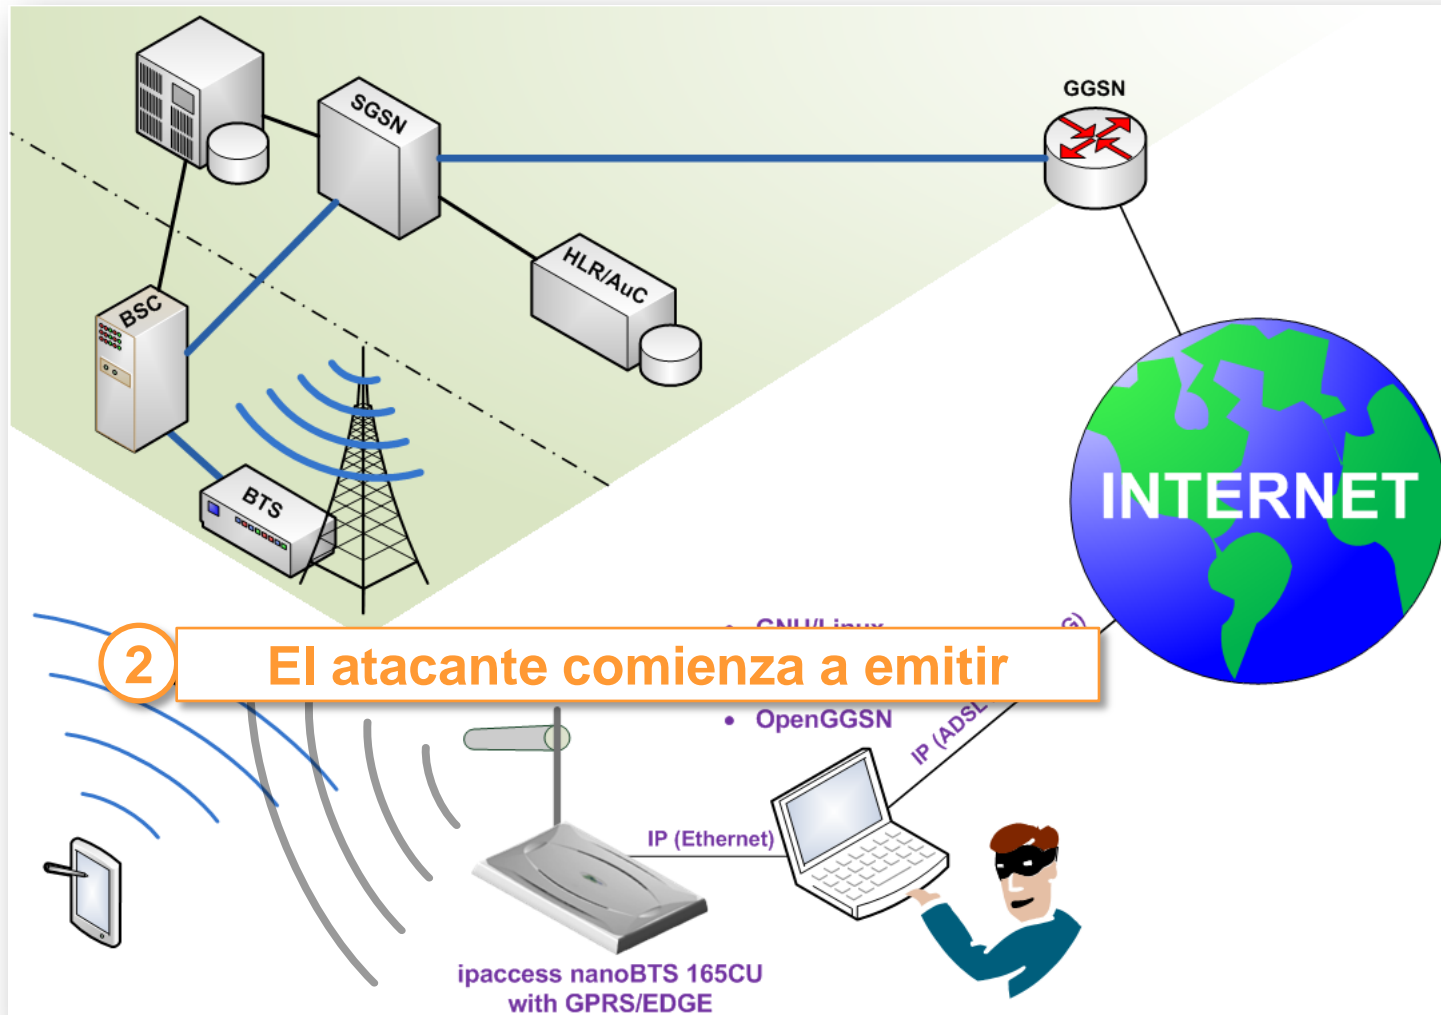 SGSN
GGSN
HLR/AuC
BSC
BTS
INTERNET
2
El atacante comienza a emitir
• OpenGGSN
IP (ADSL
IP (Ethernet)
ipaccess nanoBTS 165CU
with GPRS/EDGE